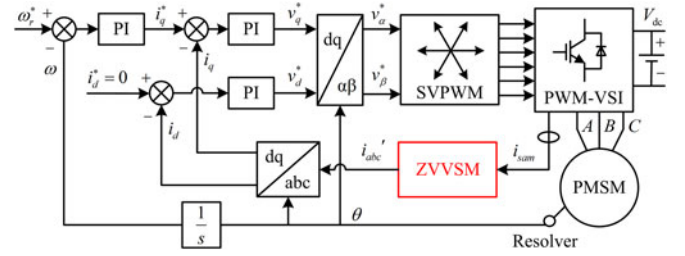 ω_r^* + − PI i_q^* + − PI v_q^* dq αβ v_α^* SVPWM PWM-VSI V_dc + −
ω i_q
i_d^* = 0 + − PI v_d^* v_β^*
i_d
dq abc i_abc′ ZVVSM i_sam A B C
PMSM
1/s θ
Resolver